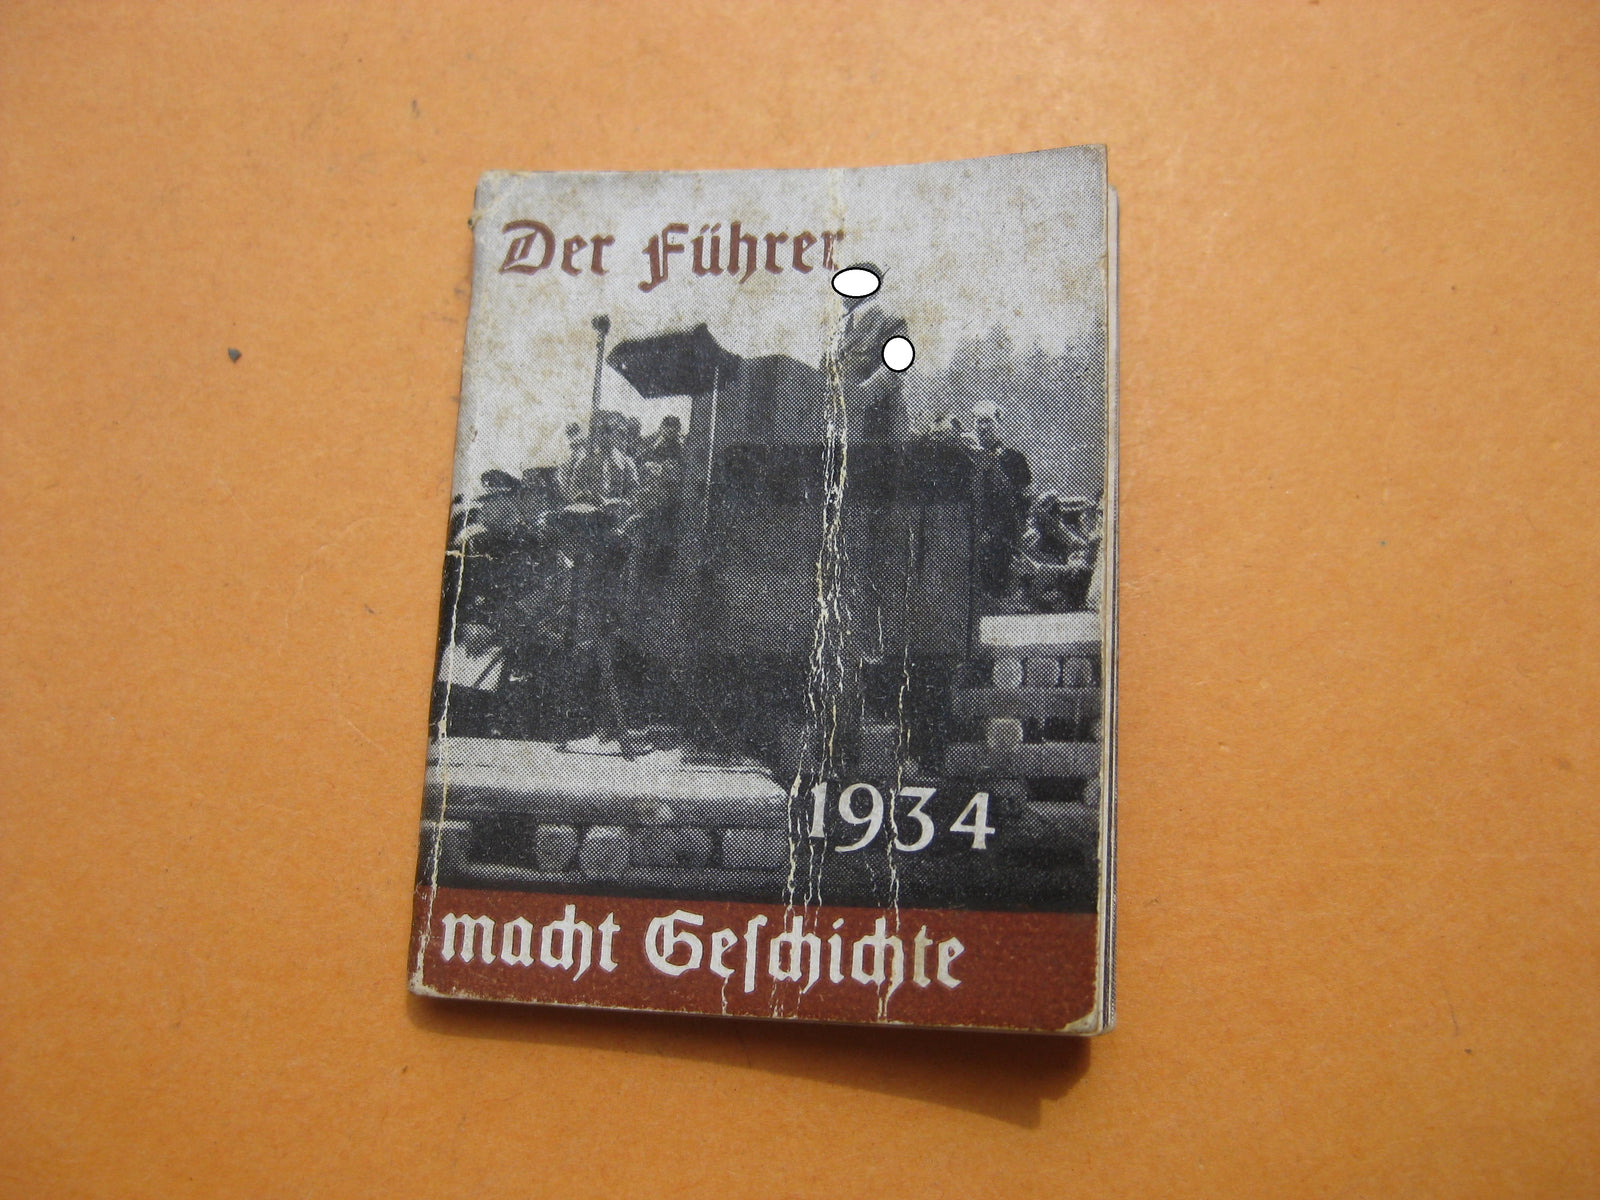 Der Führer
1934
macht Geschichte